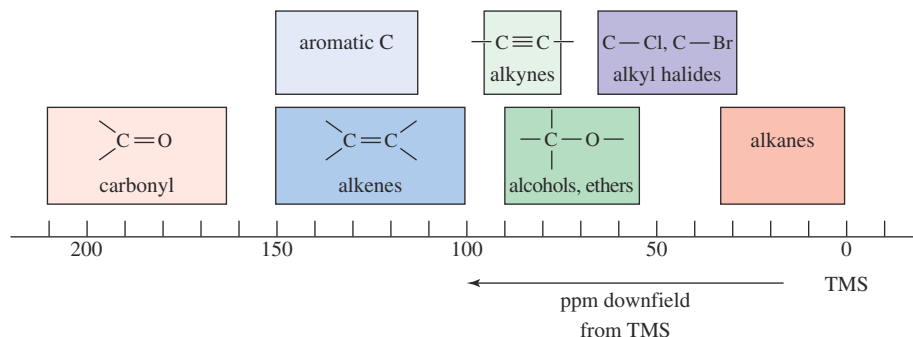 aromatic C
C≡C
alkynes
C — Cl, C — Br
alkyl halides
C=O
carbonyl
C=C
alkenes
—C—O—
alcohols, ethers
alkanes
200 150 100 50 0
ppm downfield
from TMS
TMS